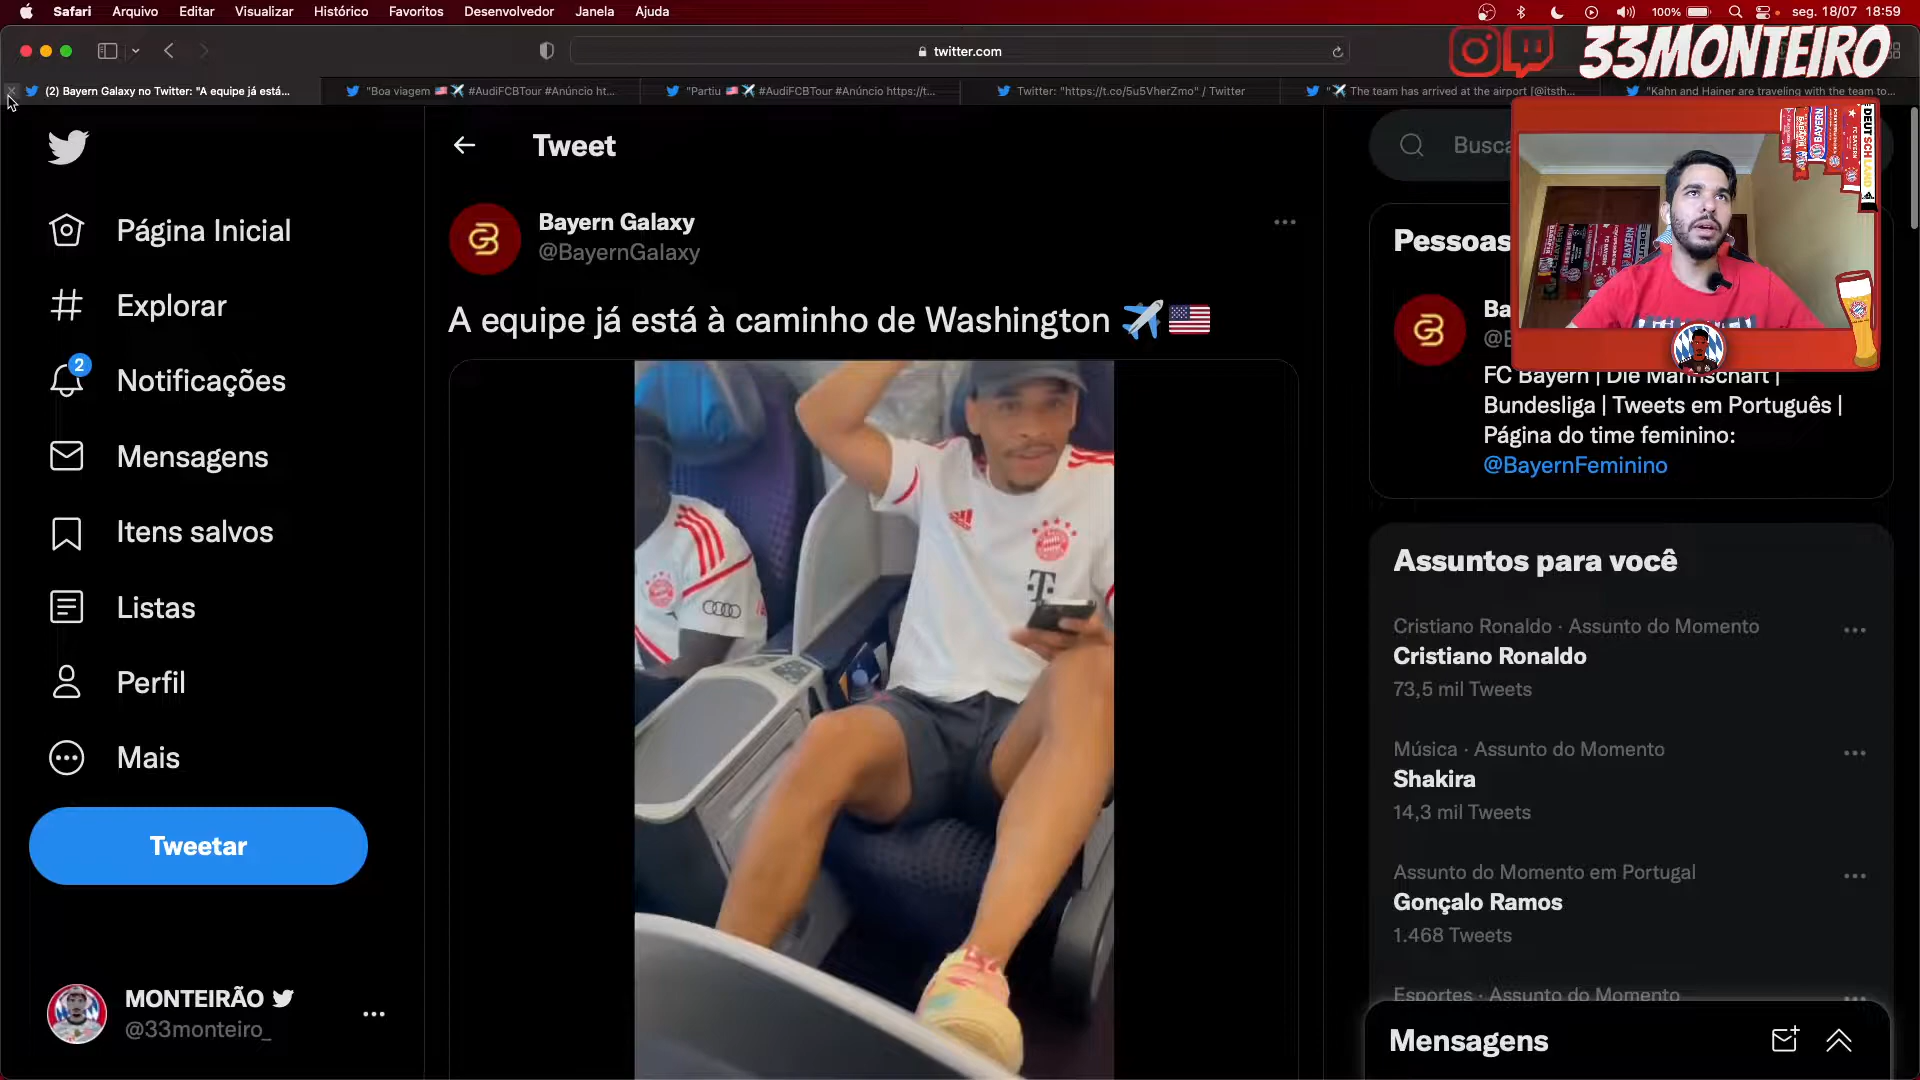 Safari Arquivo Editar Visualizar Histórico Favoritos Desenvolvedor Janela Ajuda
100% seg. 18/07 18:59
twitter.com
33MONTEIRO
(2) Bayern Galaxy no Twitter: "A equipe já está...
"Boa viagem 🇺🇸✈️ #AudiFCBTour #Anúncio ht...
"Partiu 🇺🇸✈️ #AudiFCBTour #Anúncio https://t...
Twitter: "https://t.co/5u5VherZmo" / Twitter
"✈️ The team has arrived at the airport [@itsth...
"Kahn and Hainer are traveling with the team to...
Página Inicial
Explorar
2
Notificações
Mensagens
Itens salvos
Listas
Perfil
Mais
Tweetar
MONTEIRÃO
@33monteiro_
Tweet
Bayern Galaxy
@BayernGalaxy
A equipe já está à caminho de Washington ✈️🇺🇸
T
Busca
Pessoas
Ba
@B
FC Bayern | Die Mannschaft |
Bundesliga | Tweets em Português |
Página do time feminino:
@BayernFeminino
DEUTSCHLAND
BAYERN
Assuntos para você
Cristiano Ronaldo · Assunto do Momento
Cristiano Ronaldo
73,5 mil Tweets
Música · Assunto do Momento
Shakira
14,3 mil Tweets
Assunto do Momento em Portugal
Gonçalo Ramos
1.468 Tweets
Esportes · Assunto do Momento
Mensagens